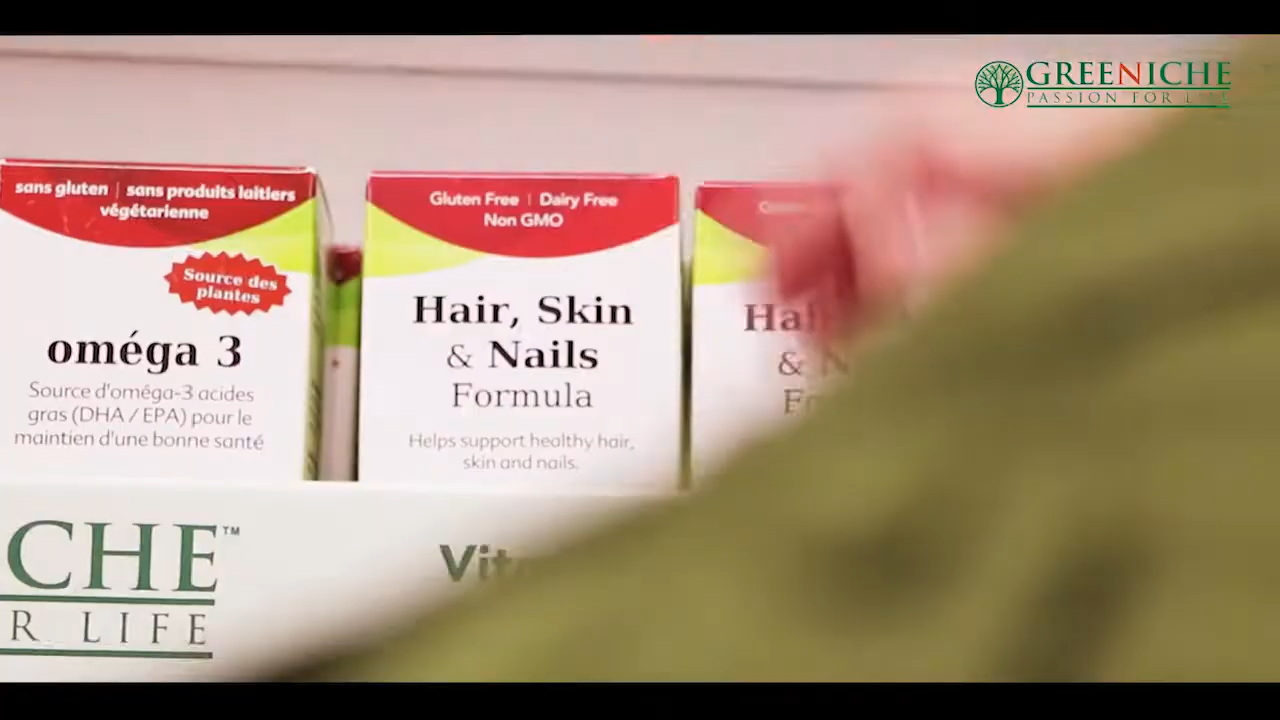 GREENICHE
PASSION FOR LIFE
sans gluten | sans produits laitiers
végétarienne
Source des
plantes
oméga 3
Source d'oméga-3 acides
gras (DHA / EPA) pour le
maintien d'une bonne santé
Gluten Free | Dairy Free
Non GMO
Hair, Skin
& Nails
Formula
Helps support healthy hair,
skin and nails.
&
CHE™
R LIFE